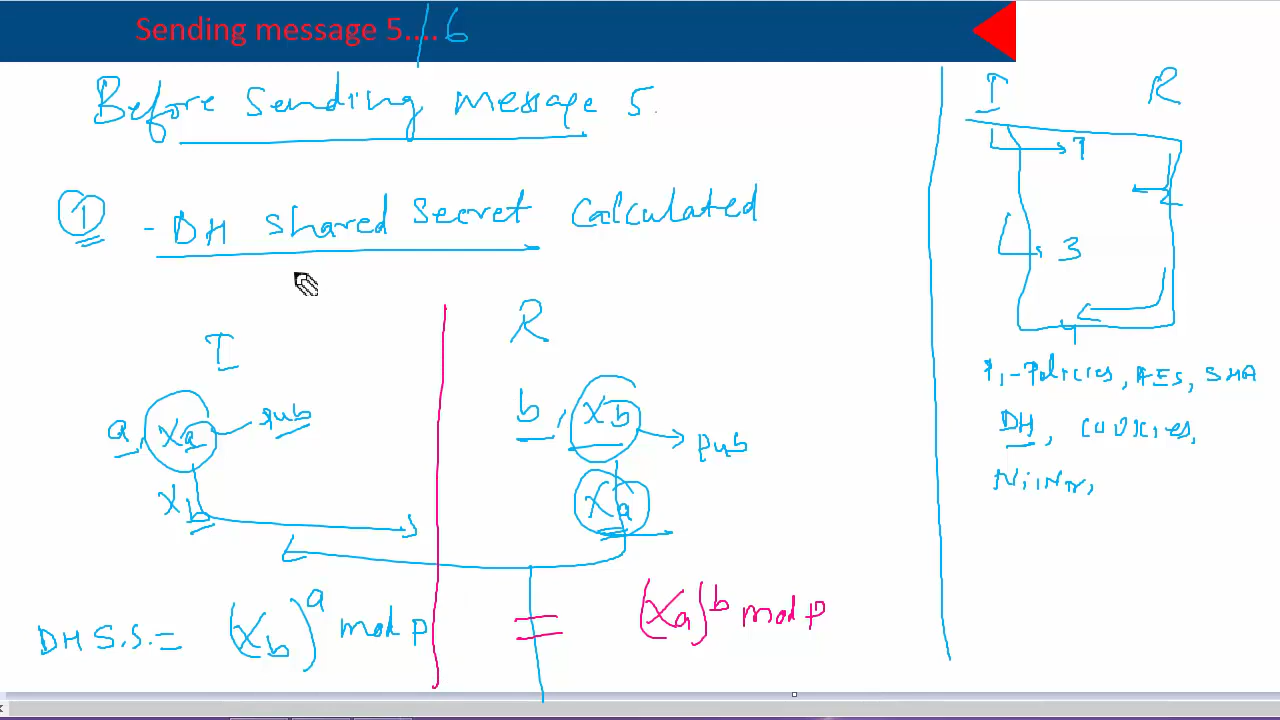 Sending message 5..../6
Before Sending message 5.
① - DH Shared Secret Calculated
I R
a, Xa pub b, Xb pub
Xb Xa
DH S.S. = (Xb)^a mod p = (Xa)^b mod P
I R
1
2
3
4
Policies, AES, SHA
DH, cookies,
Ni, Nr,